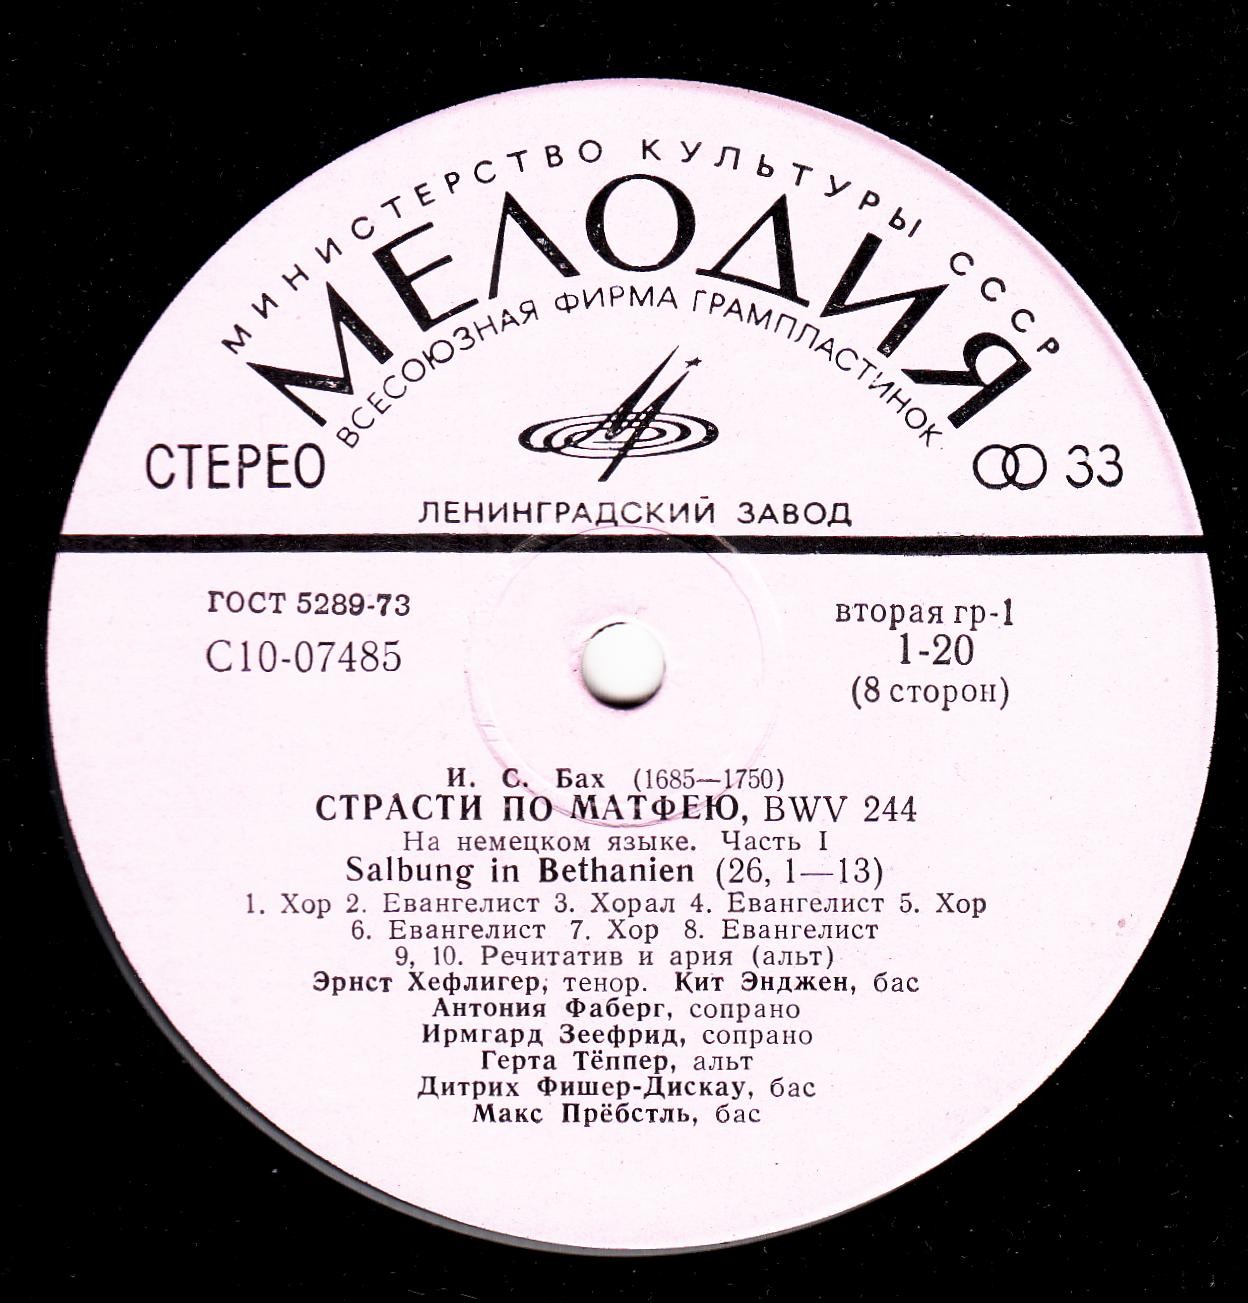 МИНИСТЕРСТВО КУЛЬТУРЫ СССР
МЕЛОДИЯ
ВСЕСОЮЗНАЯ ФИРМА ГРАМПЛАСТИНОК
СТЕРЕО
33
ЛЕНИНГРАДСКИЙ ЗАВОД
ГОСТ 5289-73
С10-07485
вторая гр-1
1-20
(8 сторон)
И. С. Бах (1685—1750)
СТРАСТИ ПО МАТФЕЮ, BWV 244
На немецком языке. Часть I
Salbung in Bethanien (26, 1—13)
1. Хор 2. Евангелист 3. Хорал 4. Евангелист 5. Хор
6. Евангелист 7. Хор 8. Евангелист
9, 10. Речитатив и ария (альт)
Эрнст Хефлигер, тенор. Кит Энджен, бас
Антония Фаберг, сопрано
Ирмгард Зеефрид, сопрано
Герта Тёппер, альт
Дитрих Фишер-Дискау, бас
Макс Прёбстль, бас